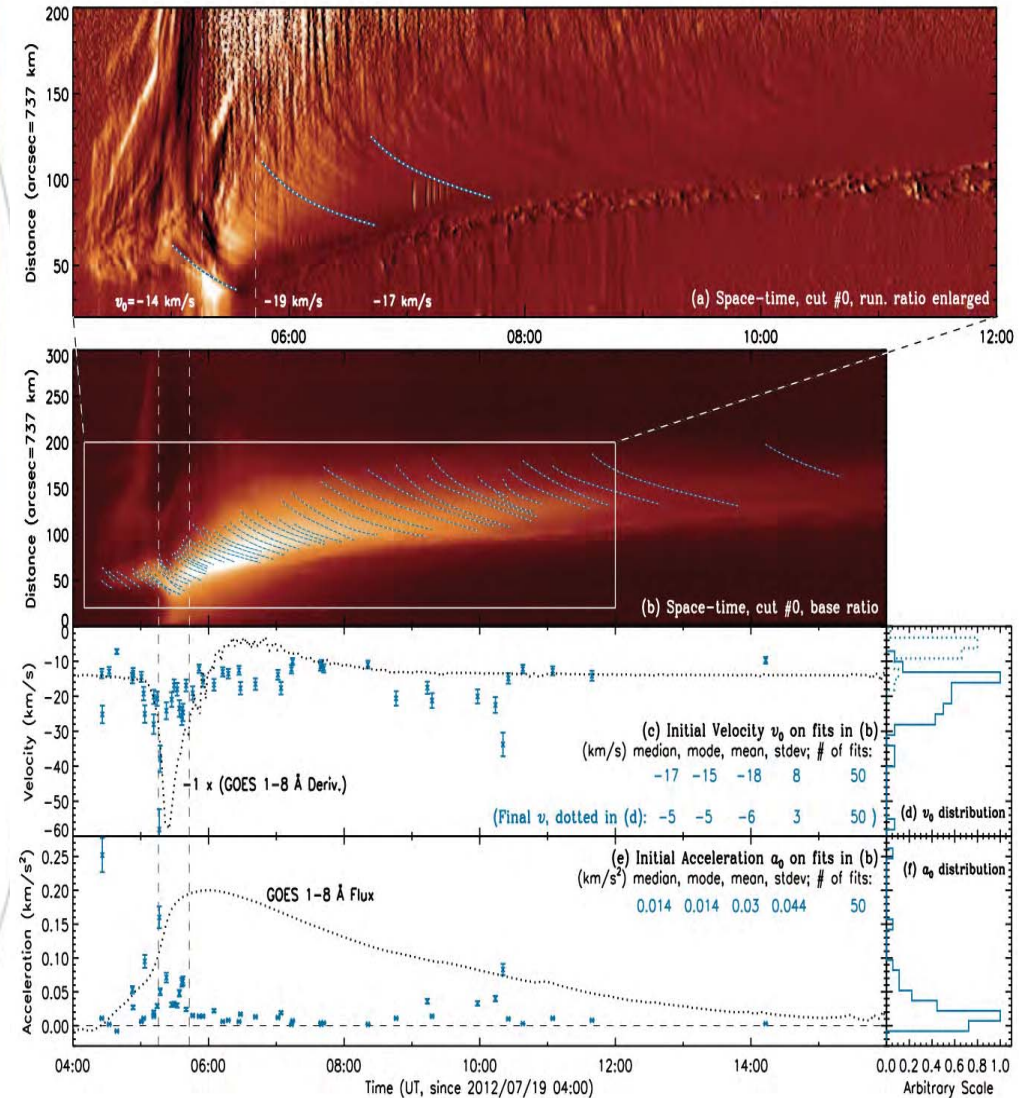 200
150
100
50
Distance (arcsec=737 km)
v₀=−14 km/s
−19 km/s
−17 km/s
(a) Space-time, cut #0, run. ratio enlarged
06:00
08:00
10:00
12:00
300
250
200
150
100
50
0
Distance (arcsec=737 km)
(b) Space-time, cut #0, base ratio
0
-10
-20
-30
-40
-50
-60
Velocity (km/s)
−1 x (GOES 1−8 Å Deriv.)
(c) Initial Velocity v₀ on fits in (b)
(km/s) median, mode, mean, stdev; # of fits:
−17 −15 −18 8 50
(Final v, dotted in (d): −5 −5 −6 3 50 )
(d) v₀ distribution
0.25
0.20
0.15
0.10
0.05
0.00
Acceleration (km/s²)
GOES 1−8 Å Flux
(e) Initial Acceleration a₀ on fits in (b)
(km/s²) median, mode, mean, stdev; # of fits:
0.014 0.014 0.03 0.044 50
(f) a₀ distribution
04:00
06:00
08:00
10:00
12:00
14:00
Time (UT, since 2012/07/19 04:00)
0.0 0.2 0.4 0.6 0.8 1.0
Arbitrary Scale